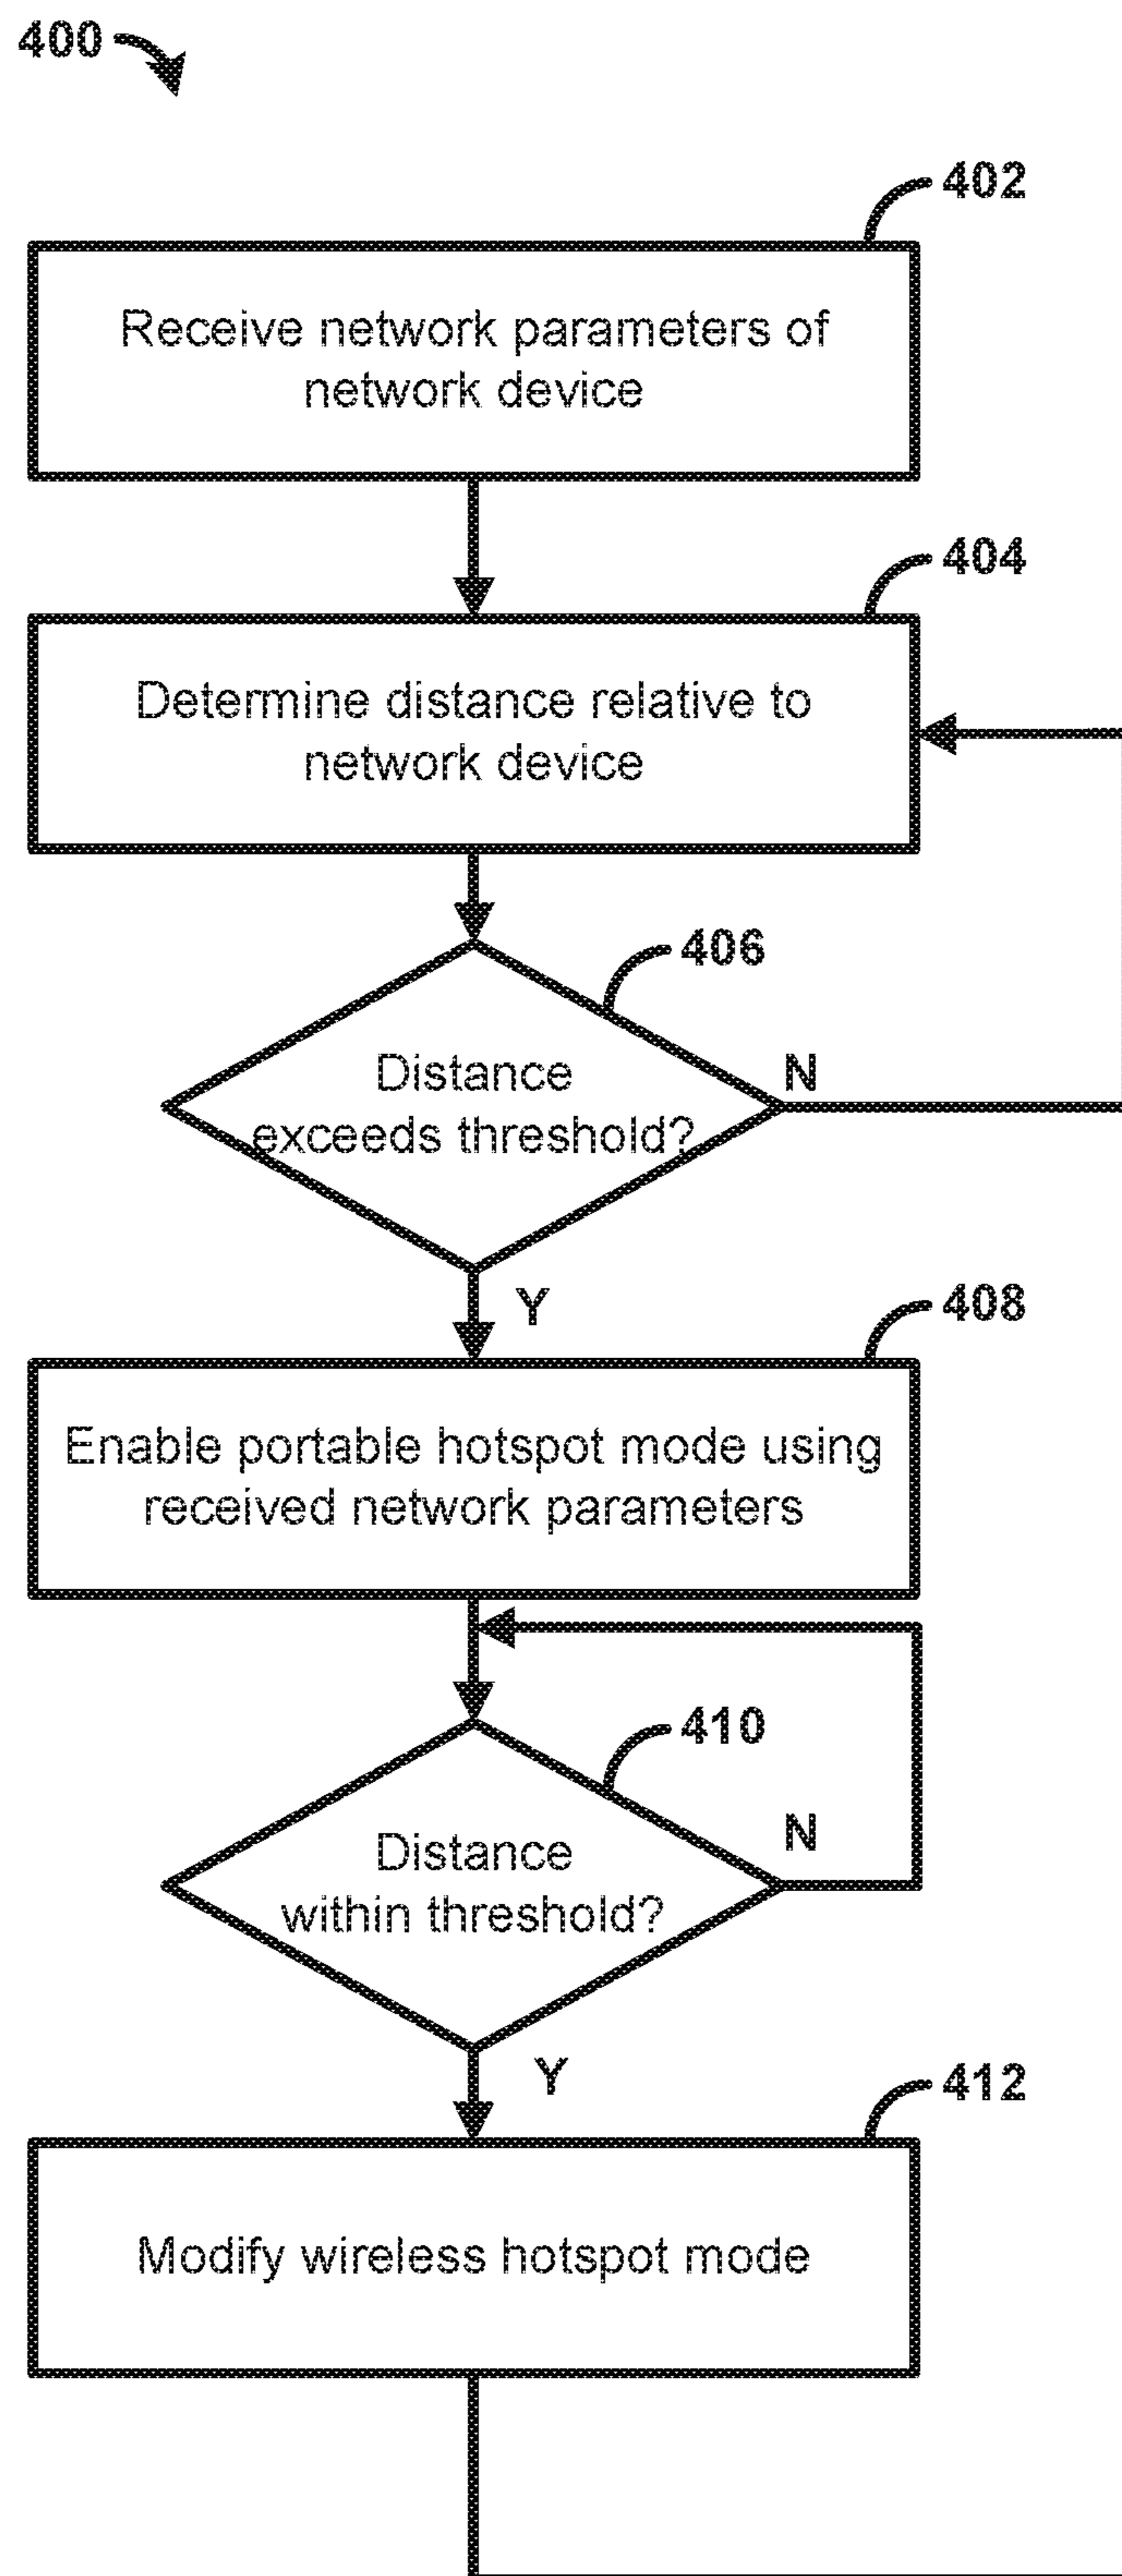 400
402
Receive network parameters of
network device
404
Determine distance relative to
network device
406
Distance
exceeds threshold?
N
Y
408
Enable portable hotspot mode using
received network parameters
410
Distance
within threshold?
N
Y
412
Modify wireless hotspot mode